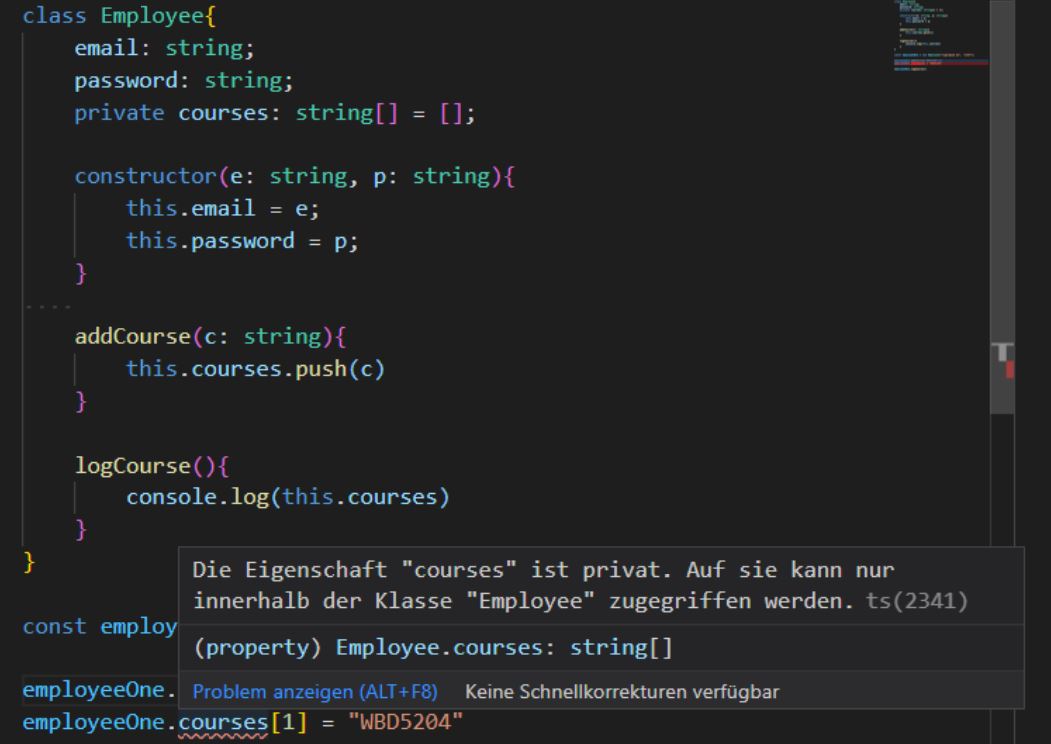 class Employee{
email: string;
password: string;
private courses: string[] = [];
constructor(e: string, p: string){
this.email = e;
this.password = p;
}
addCourse(c: string){
this.courses.push(c)
}
logCourse(){
console.log(this.courses)
}
}
Die Eigenschaft "courses" ist privat. Auf sie kann nur
innerhalb der Klasse "Employee" zugegriffen werden. ts(2341)
const employ
(property) Employee.courses: string[]
employeeOne.
Problem anzeigen (ALT+F8) Keine Schnellkorrekturen verfügbar
employeeOne.courses[1] = "WBD5204"